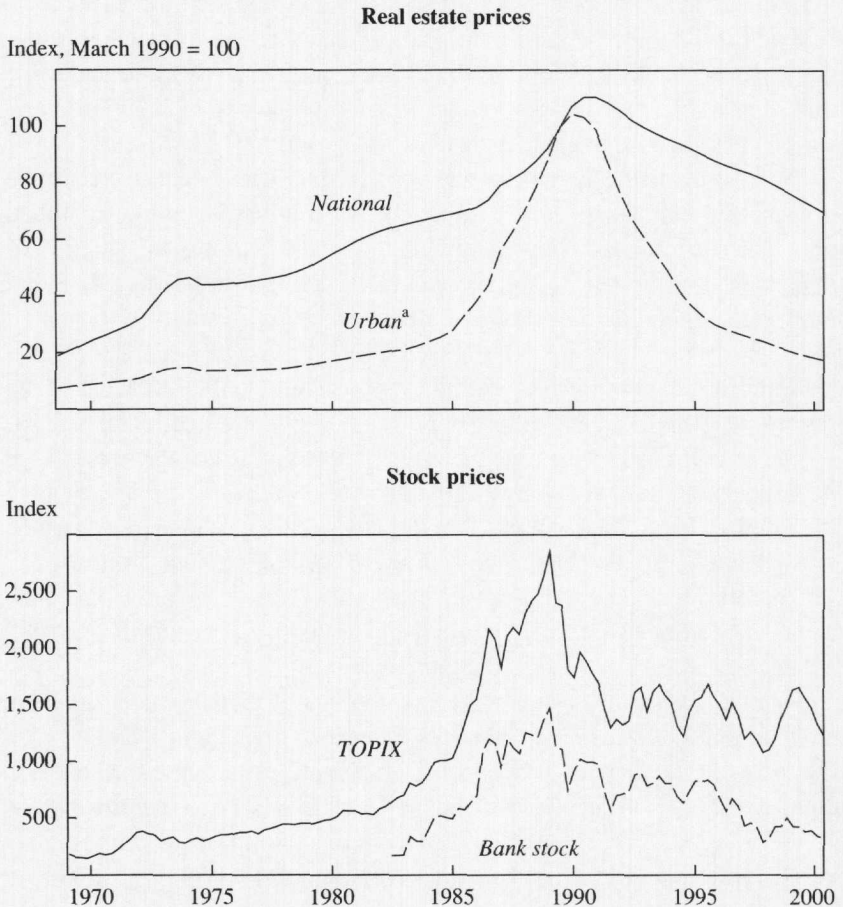 Real estate prices
Index, March 1990 = 100
100
80
National
60
40
Urbanᵃ
20
Stock prices
Index
2,500
2,000
1,500
TOPIX
1,000
500
Bank stock
1970 1975 1980 1985 1990 1995 2000